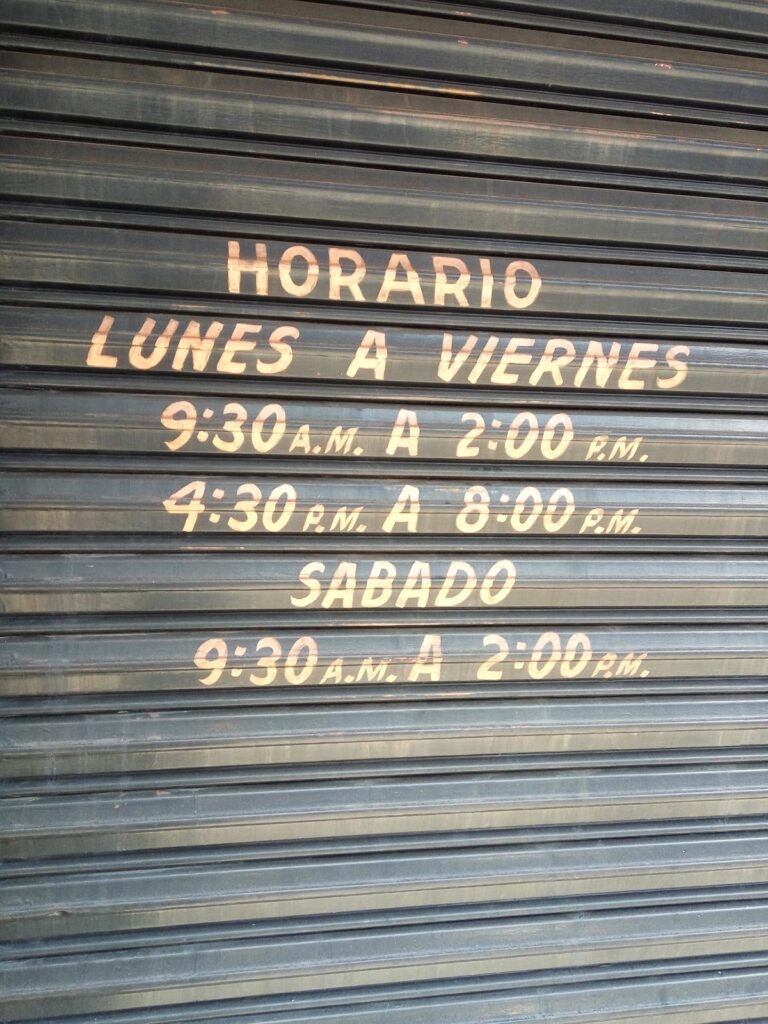 HORARIO
LUNES A VIERNES
9:30 A.M. A 2:00 P.M.
4:30 P.M. A 8:00 P.M.
SABADO
9:30 A.M. A 2:00 P.M.